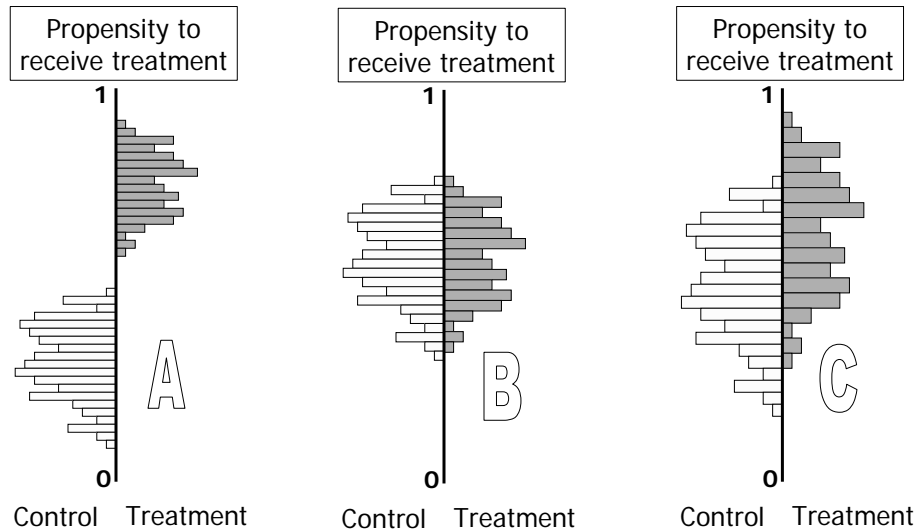 Propensity to
receive treatment
1
A
0
Control Treatment
Propensity to
receive treatment
1
B
0
Control Treatment
Propensity to
receive treatment
1
C
0
Control Treatment